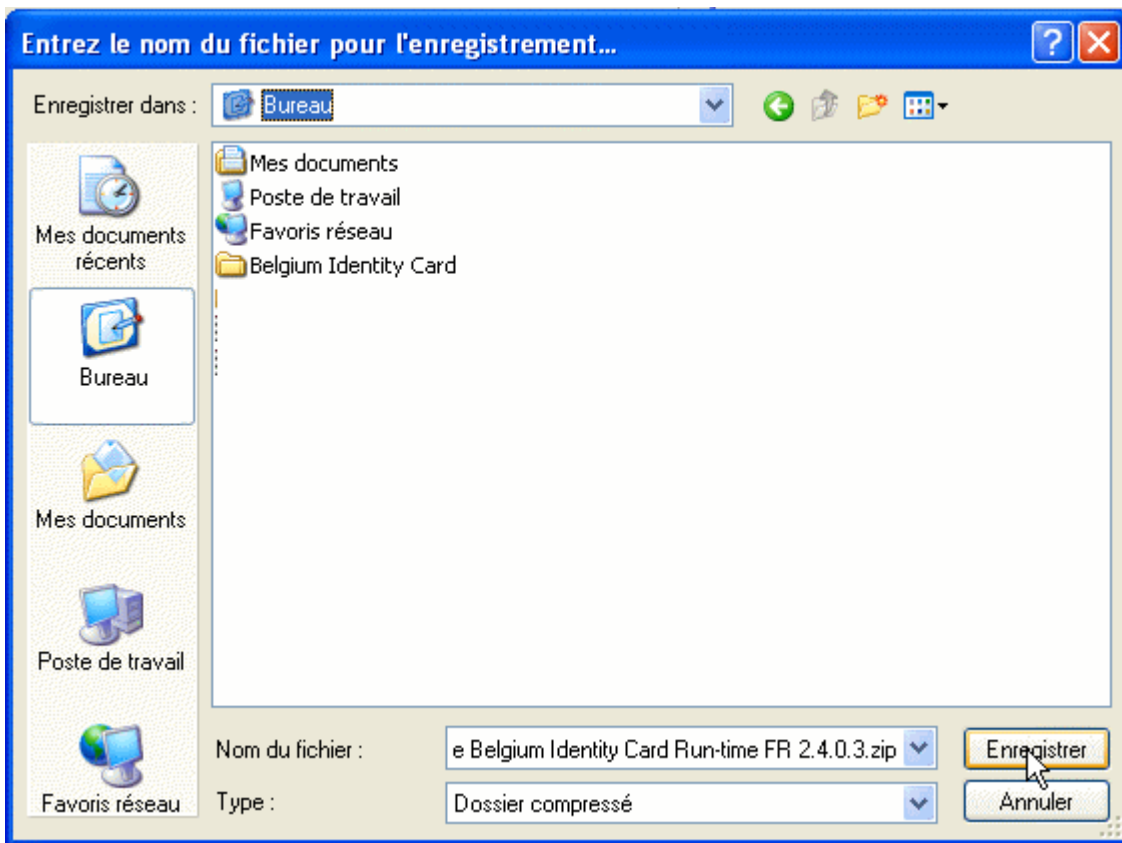 Entrez le nom du fichier pour l'enregistrement...
Enregistrer dans :
Bureau
Mes documents récents
Bureau
Mes documents
Poste de travail
Favoris réseau
Mes documents
Poste de travail
Favoris réseau
Belgium Identity Card
Nom du fichier :
e Belgium Identity Card Run-time FR 2.4.0.3.zip
Enregistrer
Type :
Dossier compressé
Annuler